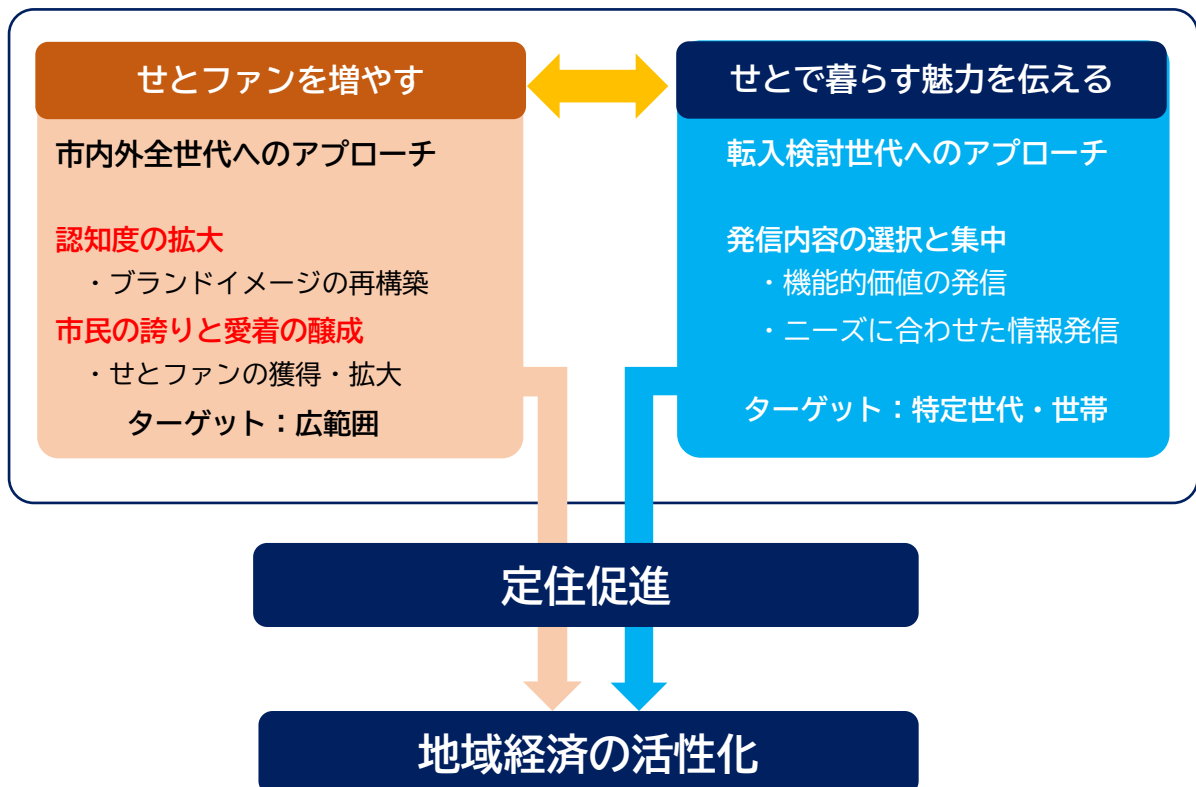 せとファンを増やす
市内外全世代へのアプローチ
認知度の拡大
・ブランドイメージの再構築
市民の誇りと愛着の醸成
・せとファンの獲得・拡大
ターゲット：広範囲
せとで暮らす魅力を伝える
転入検討世代へのアプローチ
発信内容の選択と集中
・機能的価値の発信
・ニーズに合わせた情報発信
ターゲット：特定世代・世帯
定住促進
地域経済の活性化